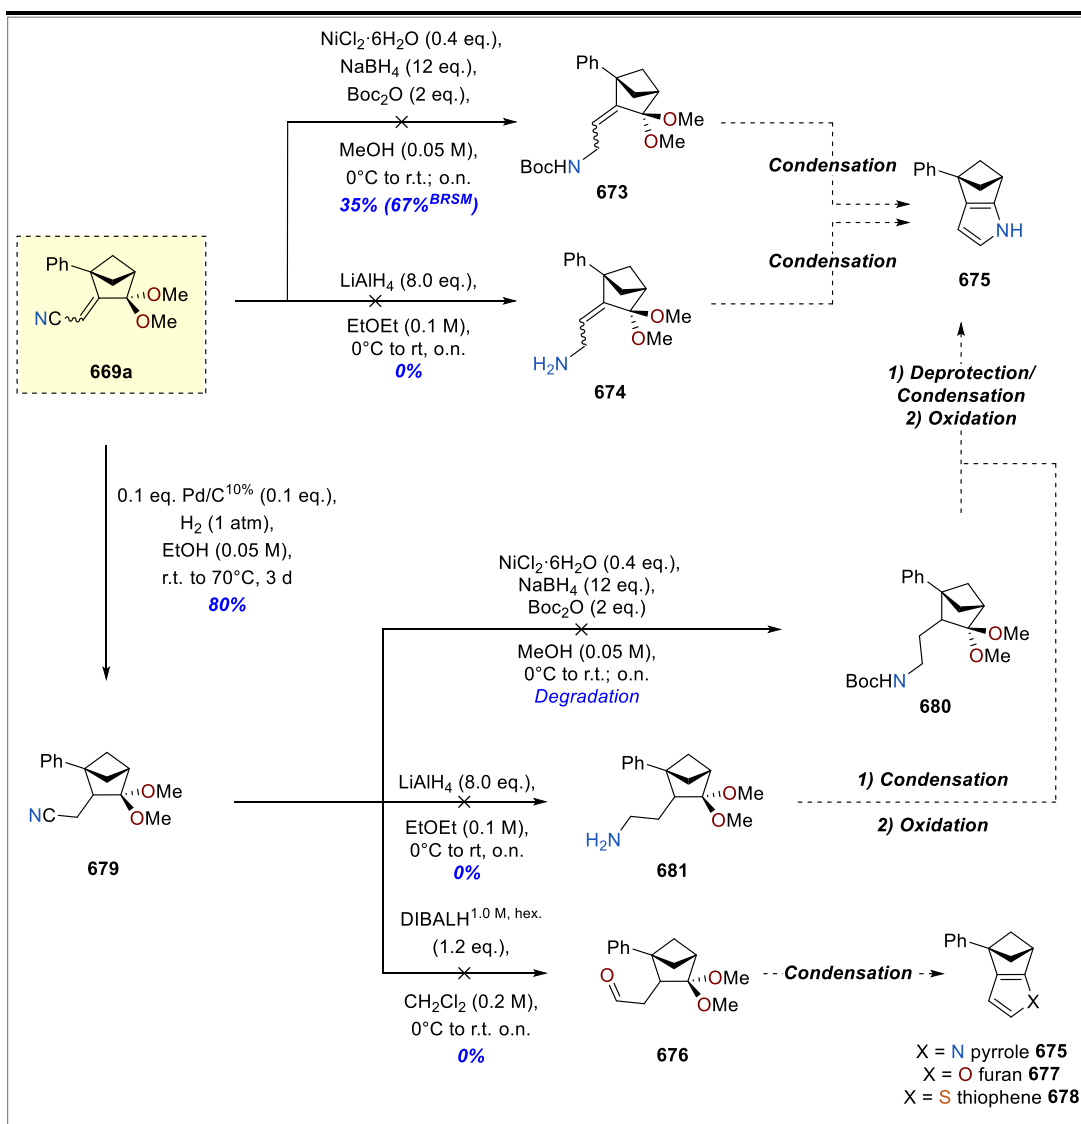 NiCl2·6H2O (0.4 eq.),
NaBH4 (12 eq.),
Boc2O (2 eq.),
MeOH (0.05 M),
0°C to r.t.; o.n.
35% (67%BRSM)
Ph
OMe
OMe
BocHN
673
Condensation
Condensation
Ph
NH
675
Ph
NC
OMe
OMe
669a
LiAlH4 (8.0 eq.),
EtOEt (0.1 M),
0°C to rt, o.n.
0%
Ph
OMe
OMe
H2N
674
1) Deprotection/
Condensation
2) Oxidation
0.1 eq. Pd/C10% (0.1 eq.),
H2 (1 atm),
EtOH (0.05 M),
r.t. to 70°C, 3 d
80%
NiCl2·6H2O (0.4 eq.),
NaBH4 (12 eq.),
Boc2O (2 eq.)
MeOH (0.05 M),
0°C to r.t.; o.n.
Degradation
Ph
OMe
OMe
BocHN
680
Ph
NC
OMe
OMe
679
LiAlH4 (8.0 eq.),
EtOEt (0.1 M),
0°C to rt, o.n.
0%
Ph
OMe
OMe
H2N
681
1) Condensation
2) Oxidation
DIBALH1.0 M, hex.
(1.2 eq.),
CH2Cl2 (0.2 M),
0°C to r.t. o.n.
0%
Ph
O
OMe
OMe
676
Condensation
Ph
X
X = N pyrrole 675
X = O furan 677
X = S thiophene 678